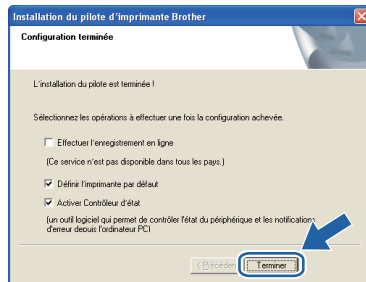 Installation du pilote d'imprimante Brother
Configuration terminée
L'installation du pilote est terminée !
Sélectionnez les opérations à effectuer une fois la configuration achevée.
Effectuer l'enregistrement en ligne
(Ce service n'est pas disponible dans tous les pays.)
Définir l'imprimante par défaut
Activer Contrôleur d'état
(un outil logiciel qui permet de contrôler l'état du périphérique et les notifications
d'erreur depuis l'ordinateur PC)
< Précédent Terminer